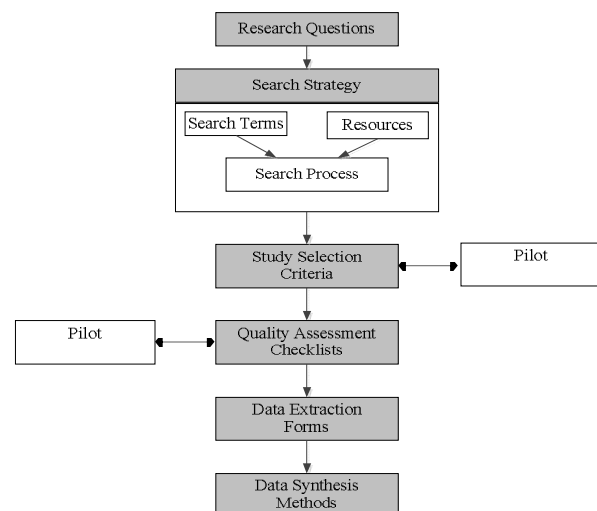 Research Questions
Search Strategy
Search Terms
Resources
Search Process
Study Selection
Criteria
Pilot
Pilot
Quality Assessment
Checklists
Data Extraction
Forms
Data Synthesis
Methods